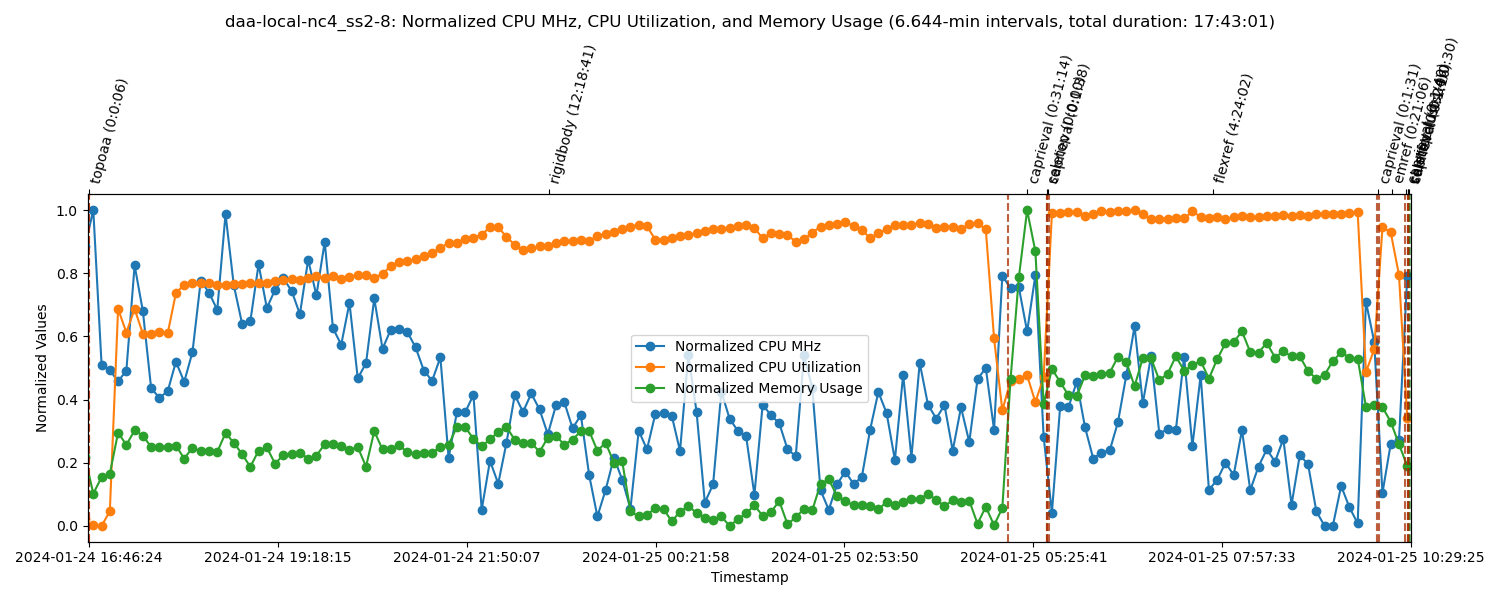 daa-local-nc4_ss2-8: Normalized CPU MHz, CPU Utilization, and Memory Usage (6.644-min intervals, total duration: 17:43:01)
topoaa (0:0:06)
rigidbody (12:18:41)
caprieval (0:31:14)
flexref (4:24:02)
caprieval (0:1:31)
emref (0:21:06)
1.0
0.8
0.6
0.4
0.2
0.0
Normalized Values
Normalized CPU MHz
Normalized CPU Utilization
Normalized Memory Usage
2024-01-24 16:46:24
2024-01-24 19:18:15
2024-01-24 21:50:07
2024-01-25 00:21:58
2024-01-25 02:53:50
2024-01-25 05:25:41
2024-01-25 07:57:33
2024-01-25 10:29:25
Timestamp